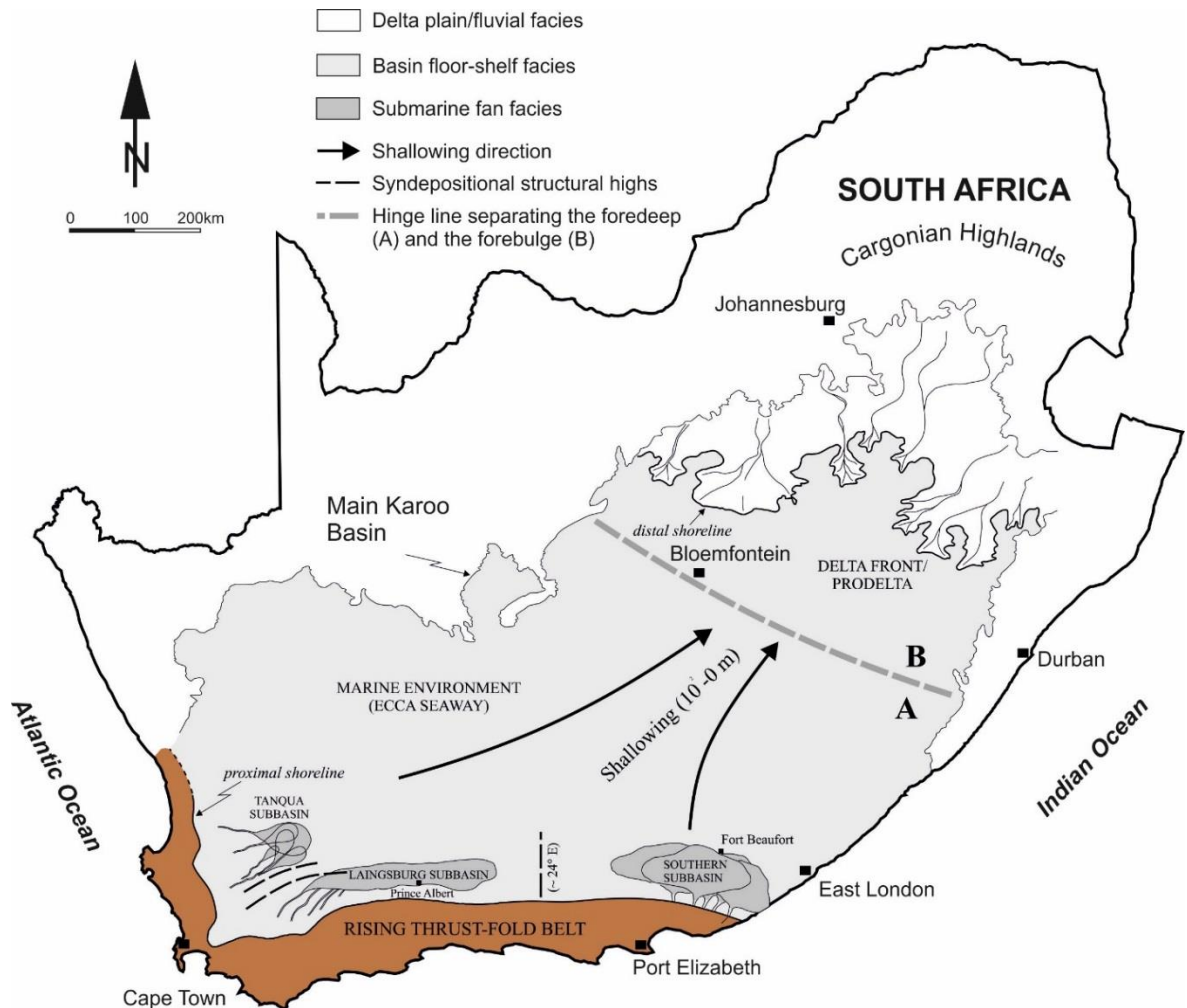 Delta plain/fluvial facies
Basin floor-shelf facies
Submarine fan facies
Shallowing direction
Syndepositional structural highs
Hinge line separating the foredeep
(A) and the forebulge (B)
N
0 100 200km
SOUTH AFRICA
Cargonian Highlands
Johannesburg
Main Karoo
Basin
distal shoreline
Bloemfontein
DELTA FRONT/
PRODELTA
B
A
Durban
MARINE ENVIRONMENT
(ECCA SEAWAY)
Shallowing (10² -0 m)
Atlantic Ocean
Indian Ocean
proximal shoreline
TANQUA
SUBBASIN
LAINGSBURG SUBBASIN
Prince Albert
(~ 24° E)
Fort Beaufort
SOUTHERN
SUBBASIN
East London
RISING THRUST-FOLD BELT
Port Elizabeth
Cape Town